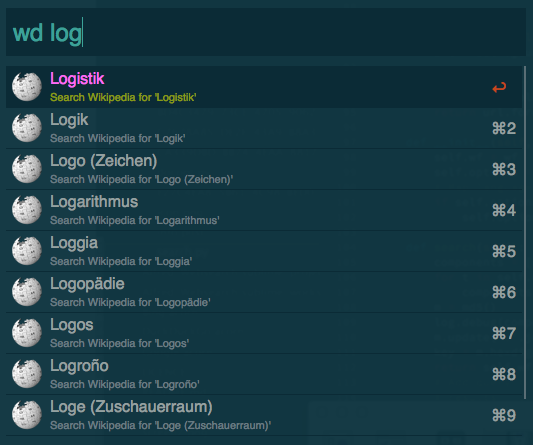 wd log
Logistik
Search Wikipedia for 'Logistik'
↩
Logik
Search Wikipedia for 'Logik'
⌘2
Logo (Zeichen)
Search Wikipedia for 'Logo (Zeichen)'
⌘3
Logarithmus
Search Wikipedia for 'Logarithmus'
⌘4
Loggia
Search Wikipedia for 'Loggia'
⌘5
Logopädie
Search Wikipedia for 'Logopädie'
⌘6
Logos
Search Wikipedia for 'Logos'
⌘7
Logroño
Search Wikipedia for 'Logroño'
⌘8
Loge (Zuschauerraum)
Search Wikipedia for 'Loge (Zuschauerraum)'
⌘9